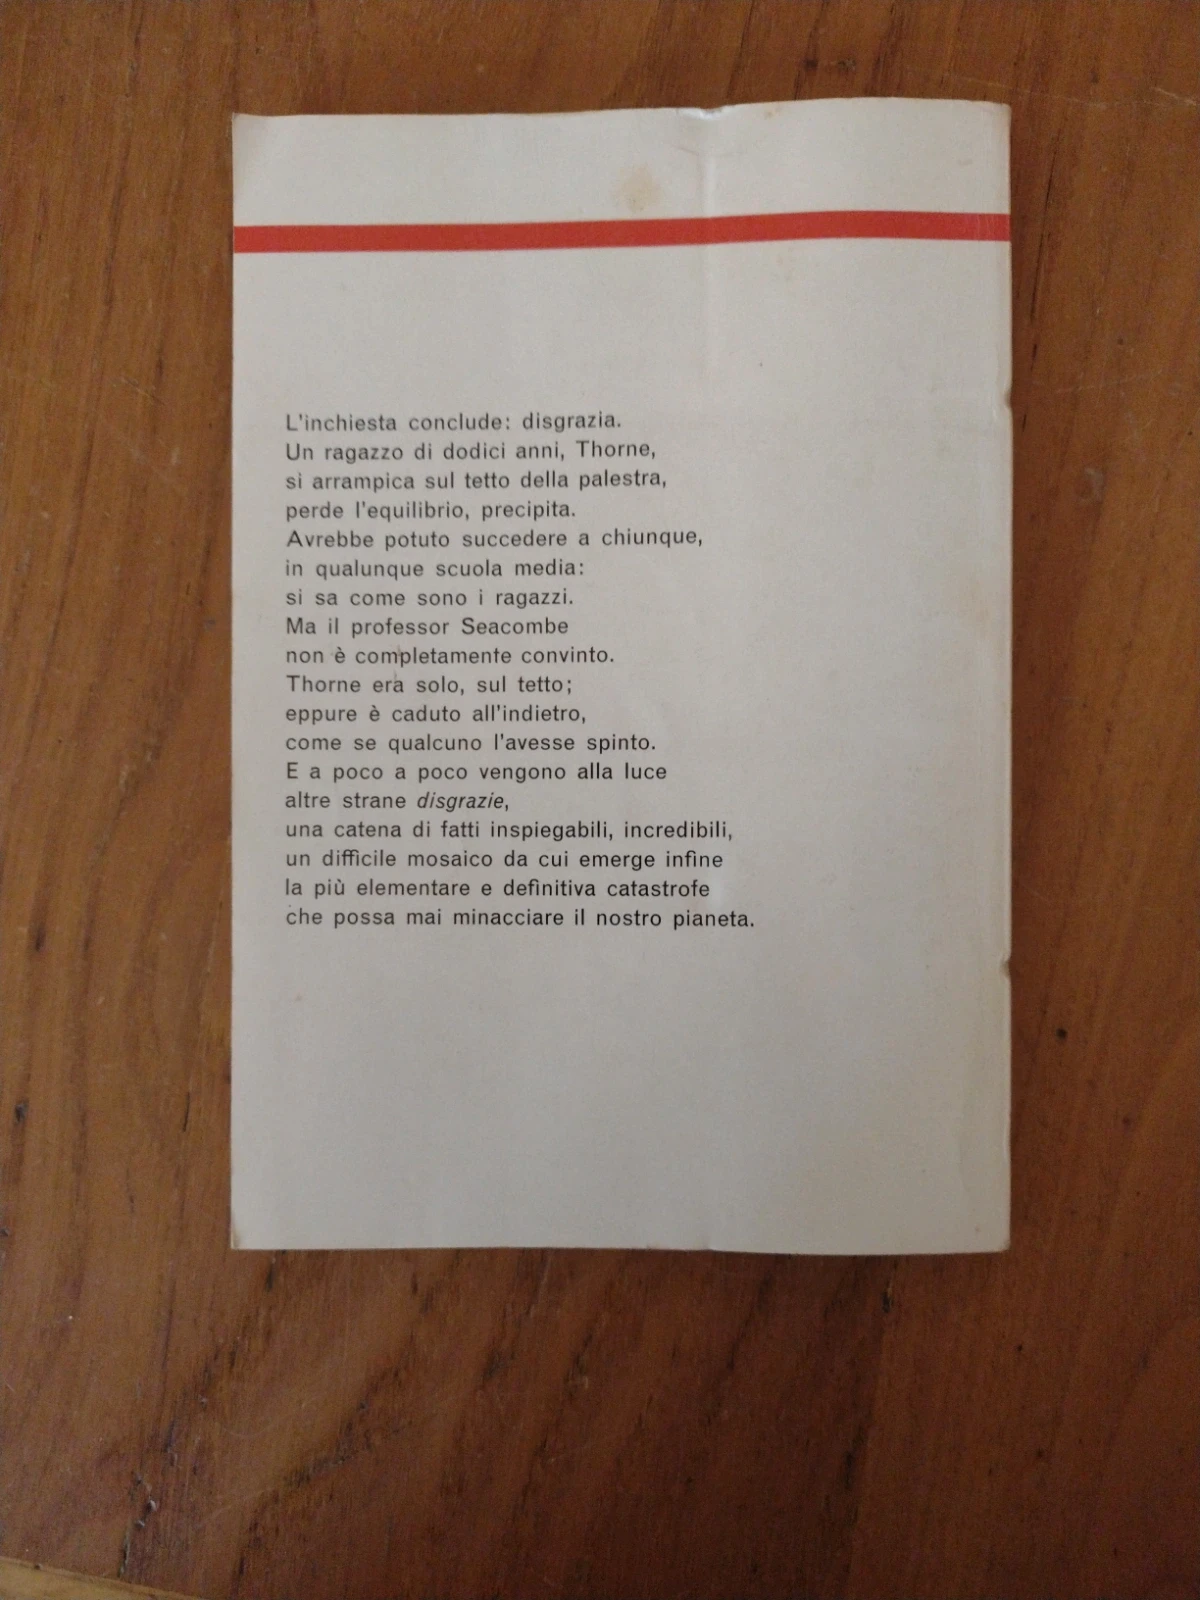 L'inchiesta conclude: disgrazia.
Un ragazzo di dodici anni, Thorne,
si arrampica sul tetto della palestra,
perde l'equilibrio, precipita.
Avrebbe potuto succedere a chiunque,
in qualunque scuola media:
si sa come sono i ragazzi.
Ma il professor Seacombe
non è completamente convinto.
Thorne era solo, sul tetto;
eppure è caduto all'indietro,
come se qualcuno l'avesse spinto.
E a poco a poco vengono alla luce
altre strane disgrazie,
una catena di fatti inspiegabili, incredibili,
un difficile mosaico da cui emerge infine
la più elementare e definitiva catastrofe
che possa mai minacciare il nostro pianeta.